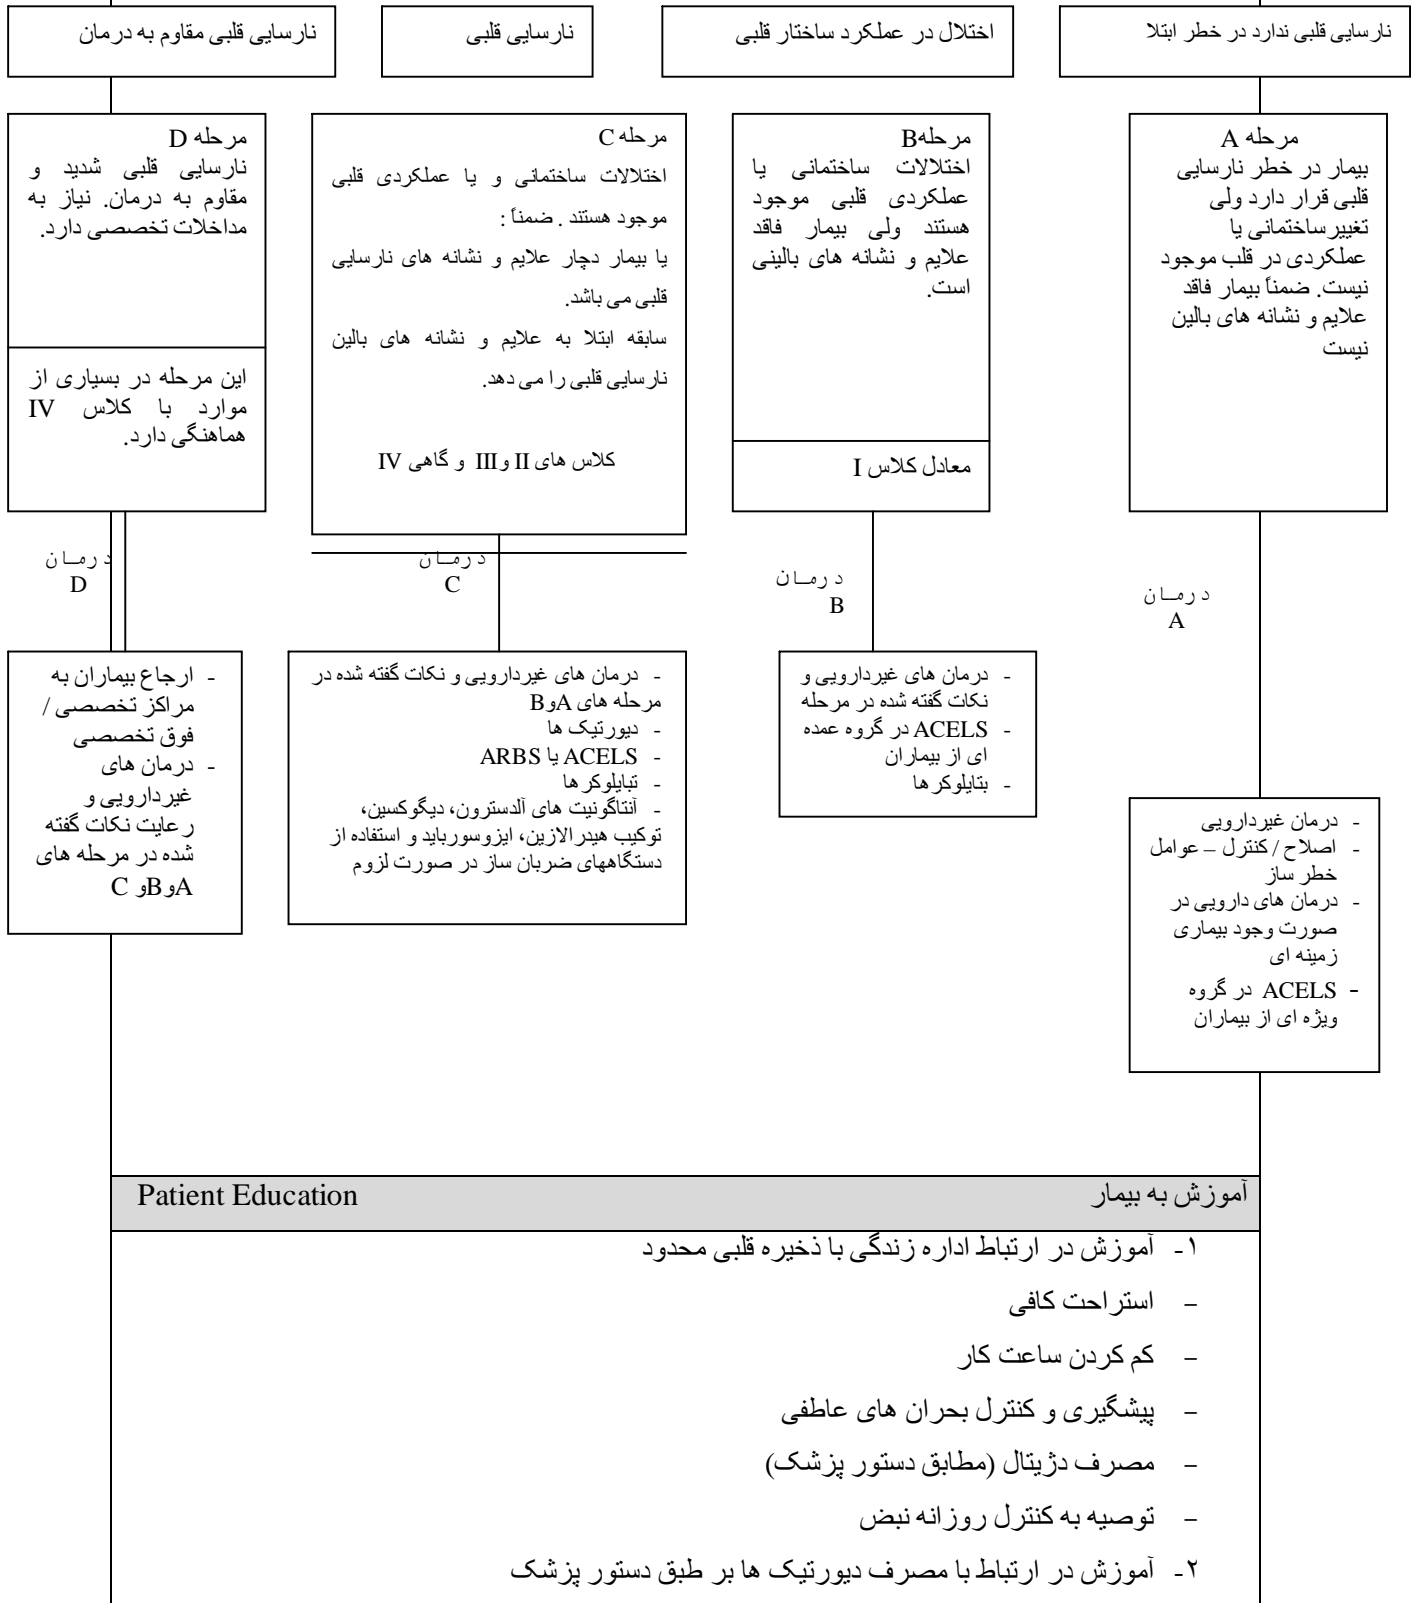 نارسایی قلبی ندارد در خطر ابتلا
اختلال در عملکرد ساختار قلبی
نارسایی قلبی
نارسایی قلبی مقاوم به درمان
مرحله A
بیمار در خطر نارسایی
قلبی قرار دارد ولی
تغییرساختمانی یا
عملکردی در قلب موجود
نیست. ضمناً بیمار فاقد
علایم و نشانه های بالین
نیست
مرحلهB
اختلالات ساختمانی یا
عملکردی قلبی موجود
هستند ولی بیمار فاقد
علایم و نشانه های بالینی
است.
معادل کلاس I
مرحله C
اختلالات ساختمانی و یا عملکردی قلبی
موجود هستند . ضمناً :
یا بیمار دچار علایم و نشانه های نارسایی
قلبی می باشد.
سابقه ابتلا به علایم و نشانه های بالین
نارسایی قلبی را می دهد.
کلاس های II وIII و گاهی IV
مرحله D
نارسایی قلبی شدید و
مقاوم به درمان. نیاز به
مداخلات تخصصی دارد.
این مرحله در بسیاری از
موارد با کلاس IV
هماهنگی دارد.
درمان
A
درمان
B
درمان
C
درمان
D
- درمان غیردارویی
- اصلاح / کنترل – عوامل
خطر ساز
- درمان های دارویی در
صورت وجود بیماری
زمینه ای
- ACELS در گروه
ویژه ای از بیماران
- درمان های غیردارویی و
نکات گفته شده در مرحله
- ACELS در گروه عمده
ای از بیماران
- بتایلوکرها
- درمان های غیردارویی و نکات گفته شده در
مرحله های AوB
- دیورتیک ها
- ACELS یا ARBS
- تبایلوکرها
- آنتاگونیت های آلدسترون، دیگوکسین،
توکیب هیدرالازین، ایزوسورباید و استفاده از
دستگاههای ضربان ساز در صورت لزوم
- ارجاع بیماران به
مراکز تخصصی /
فوق تخصصی
- درمان های
غیردارویی و
رعایت نکات گفته
شده در مرحله های
AوBو C
آموزش به بیمار Patient Education
۱- آموزش در ارتباط اداره زندگی با ذخیره قلبی محدود
– استراحت کافی
– کم کردن ساعت کار
– پیشگیری و کنترل بحران های عاطفی
– مصرف دژیتال (مطابق دستور پزشک)
– توصیه به کنترل روزانه نبض
۲- آموزش در ارتباط با مصرف دیورتیک ها بر طبق دستور پزشک